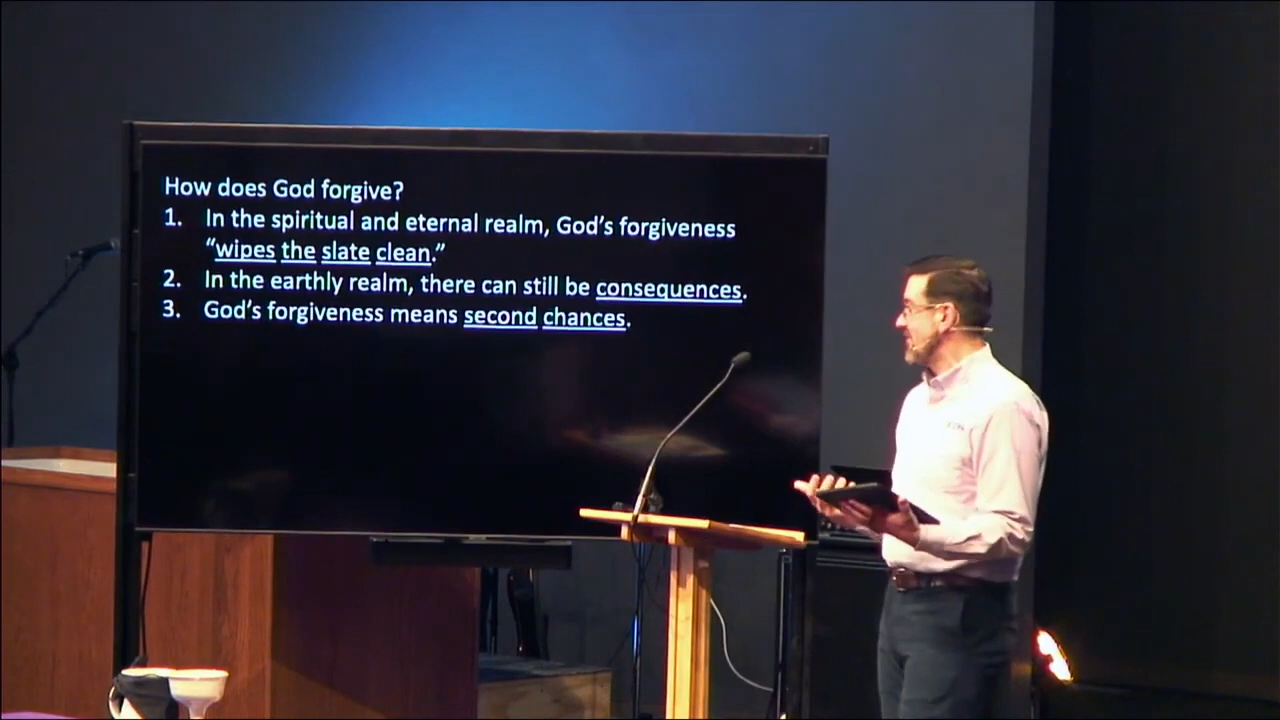 How does God forgive?
1. In the spiritual and eternal realm, God’s forgiveness
“wipes the slate clean.”
2. In the earthly realm, there can still be consequences.
3. God’s forgiveness means second chances.